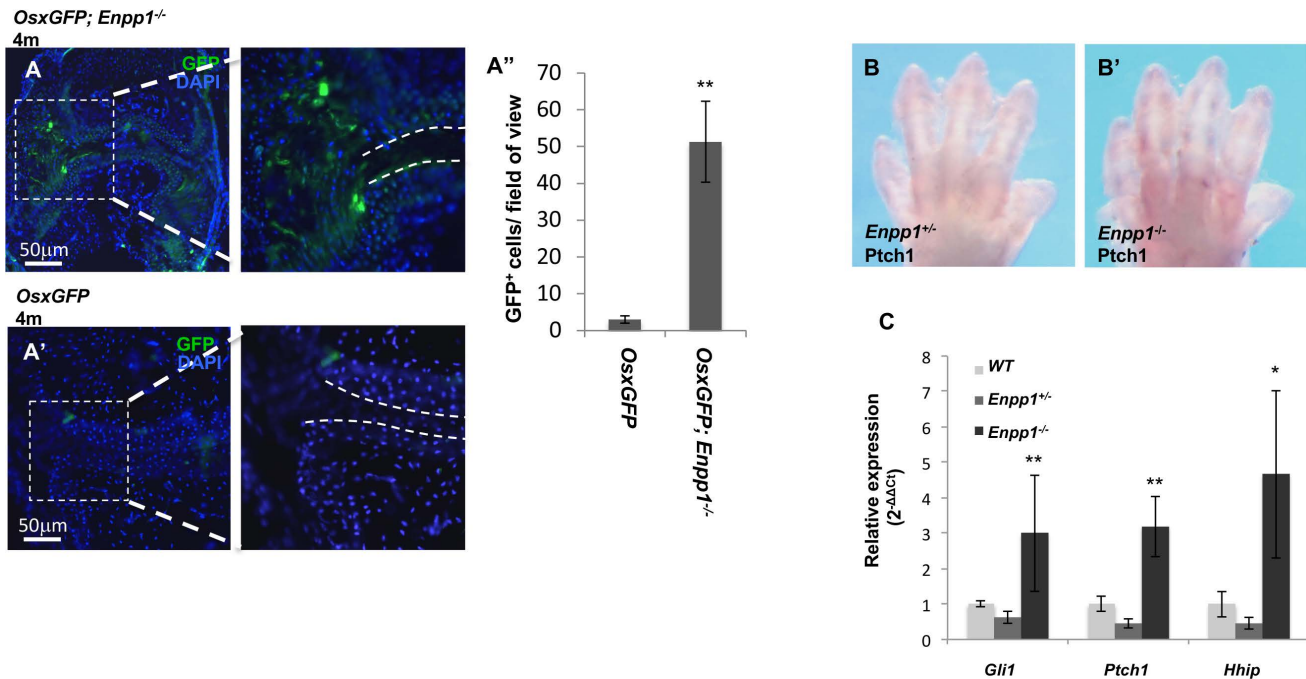 OsxGFP; Enpp1-/-
4m
A
GFP
DAPI
50μm
OsxGFP
4m
A'
GFP
DAPI
50μm
A"
GFP+ cells/ field of view
70
60
50
40
30
20
10
0
**
OsxGFP
OsxGFP; Enpp1-/-
B
Enpp1+/-
Ptch1
B'
Enpp1-/-
Ptch1
C
Relative expression
(2-ΔΔCt)
8
7
6
5
4
3
2
1
0
WT
Enpp1+/-
Enpp1-/-
**
**
*
Gli1
Ptch1
Hhip